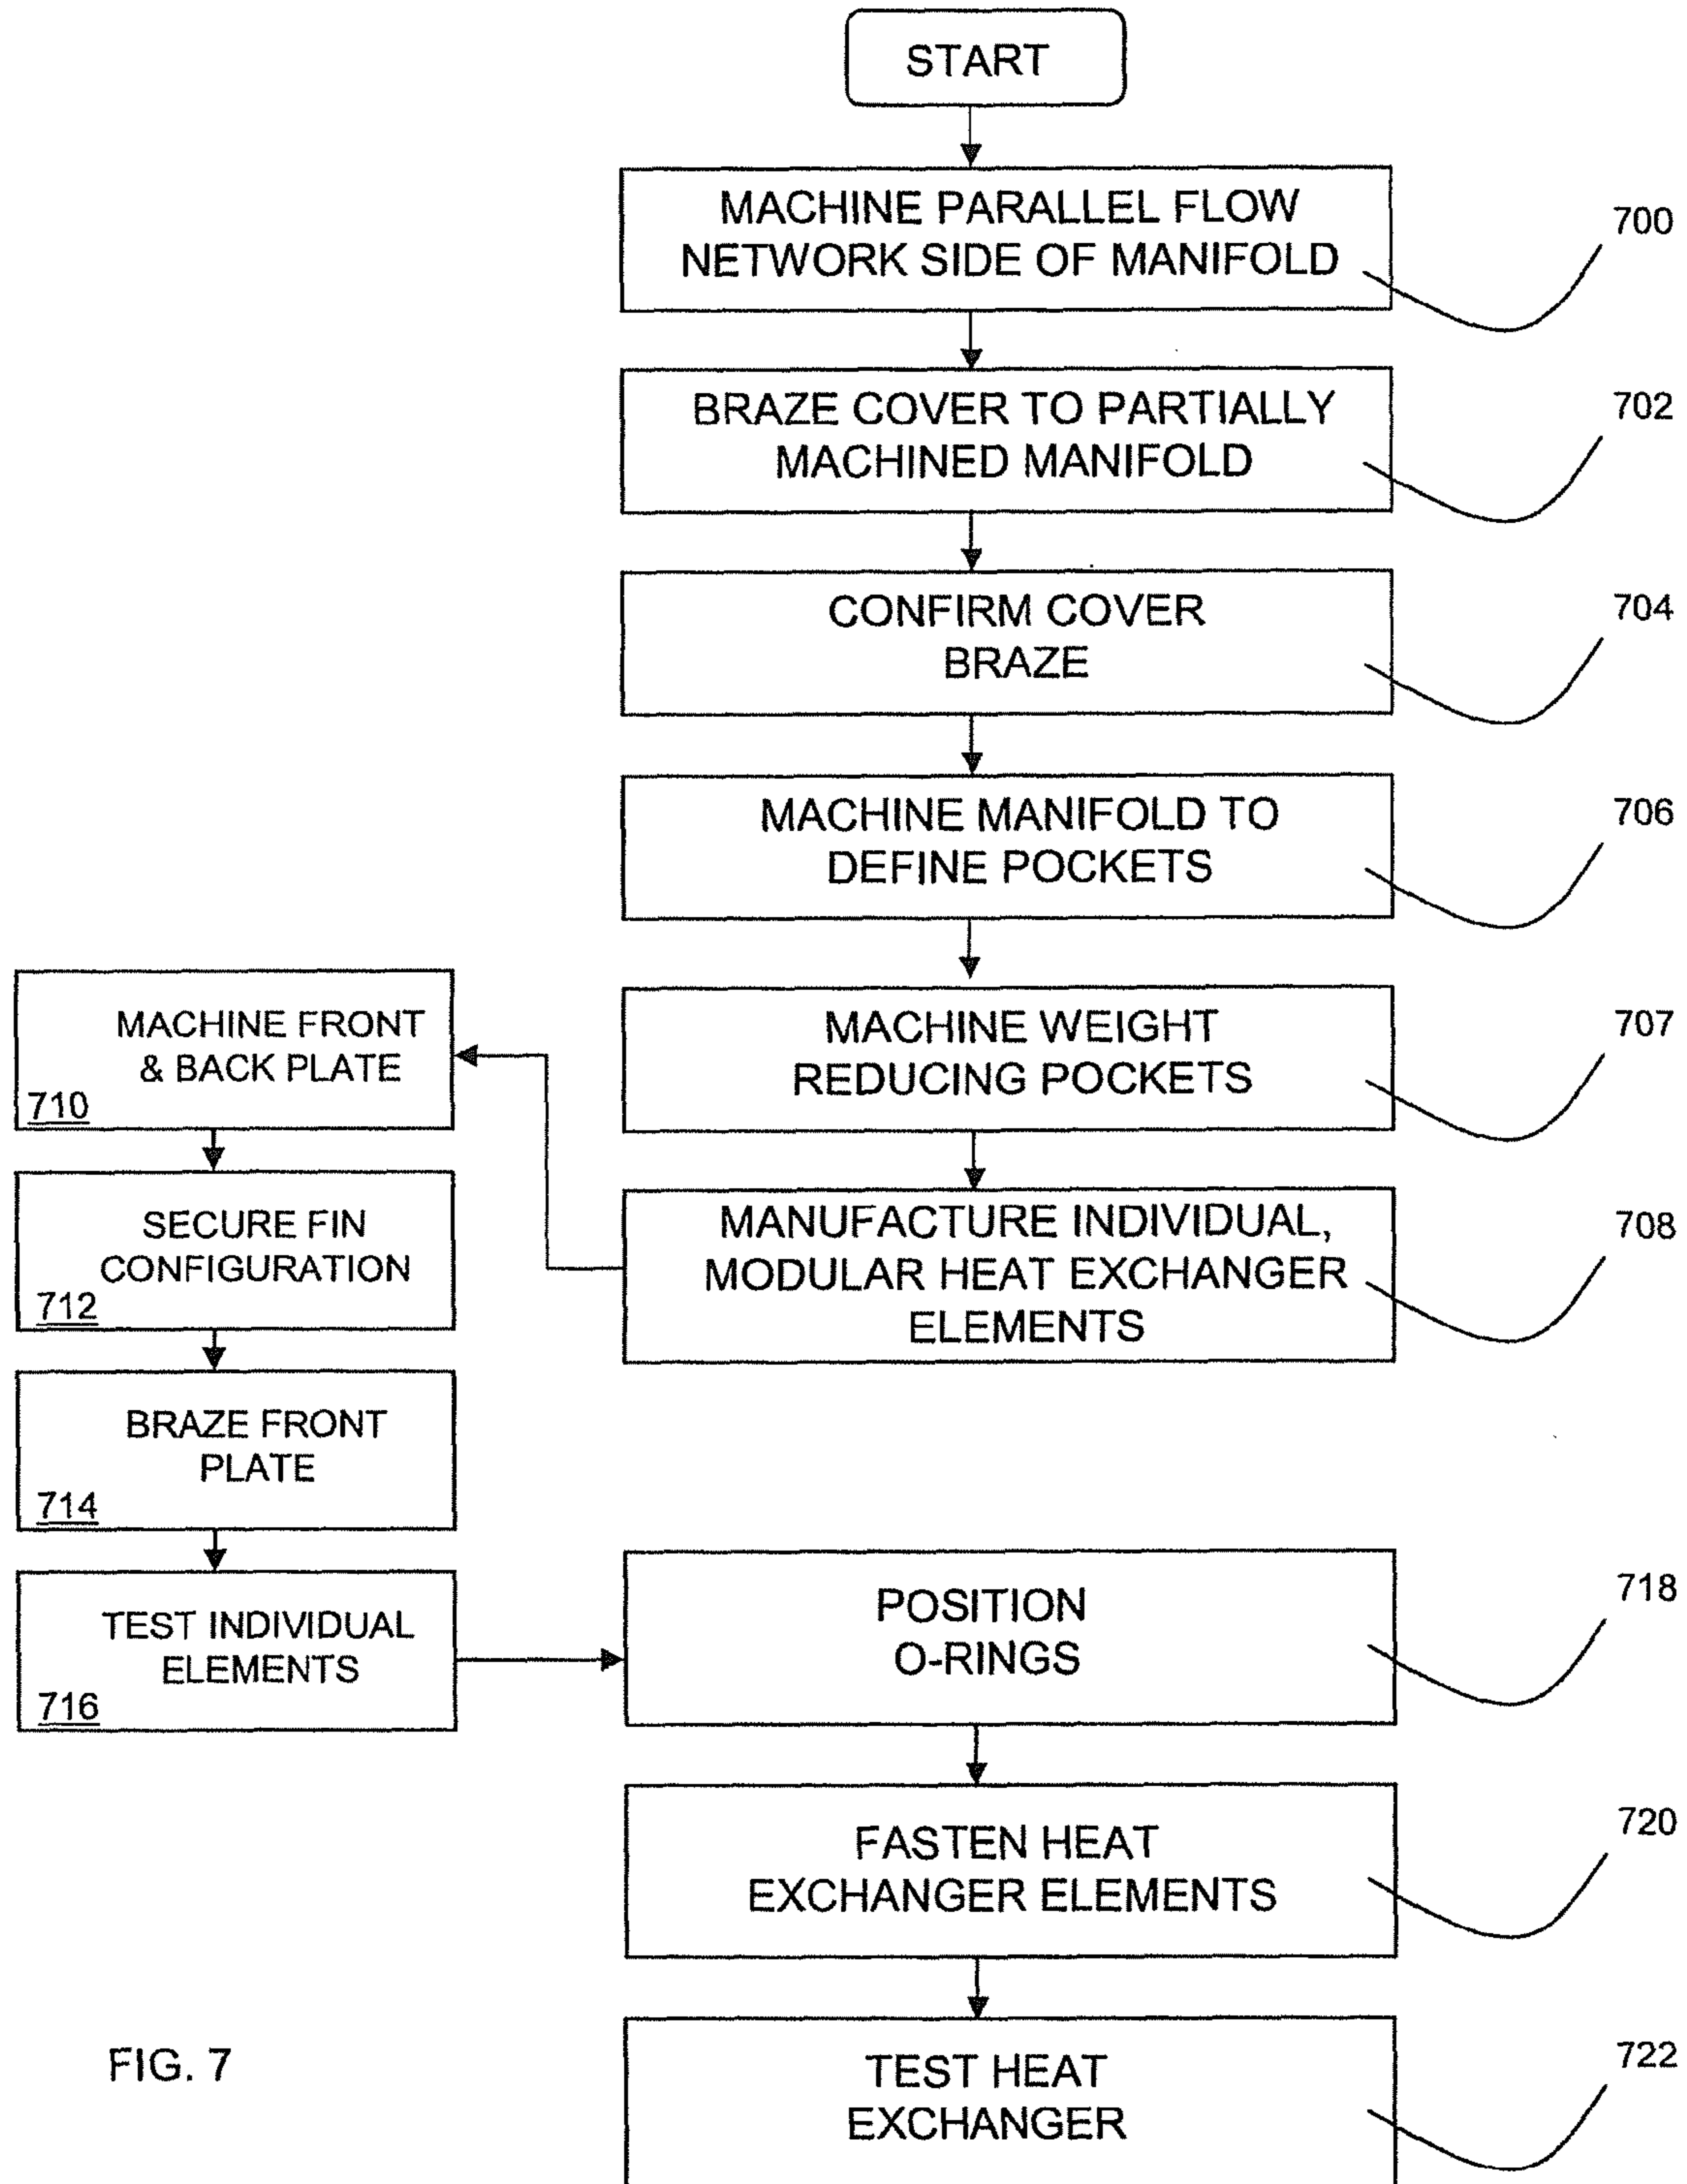 START
MACHINE PARALLEL FLOW
NETWORK SIDE OF MANIFOLD
700
BRAZE COVER TO PARTIALLY
MACHINED MANIFOLD
702
CONFIRM COVER
BRAZE
704
MACHINE MANIFOLD TO
DEFINE POCKETS
706
MACHINE WEIGHT
REDUCING POCKETS
707
MANUFACTURE INDIVIDUAL,
MODULAR HEAT EXCHANGER
ELEMENTS
708
MACHINE FRONT
& BACK PLATE
710
SECURE FIN
CONFIGURATION
712
BRAZE FRONT
PLATE
714
TEST INDIVIDUAL
ELEMENTS
716
POSITION
O-RINGS
718
FASTEN HEAT
EXCHANGER ELEMENTS
720
TEST HEAT
EXCHANGER
722
FIG. 7